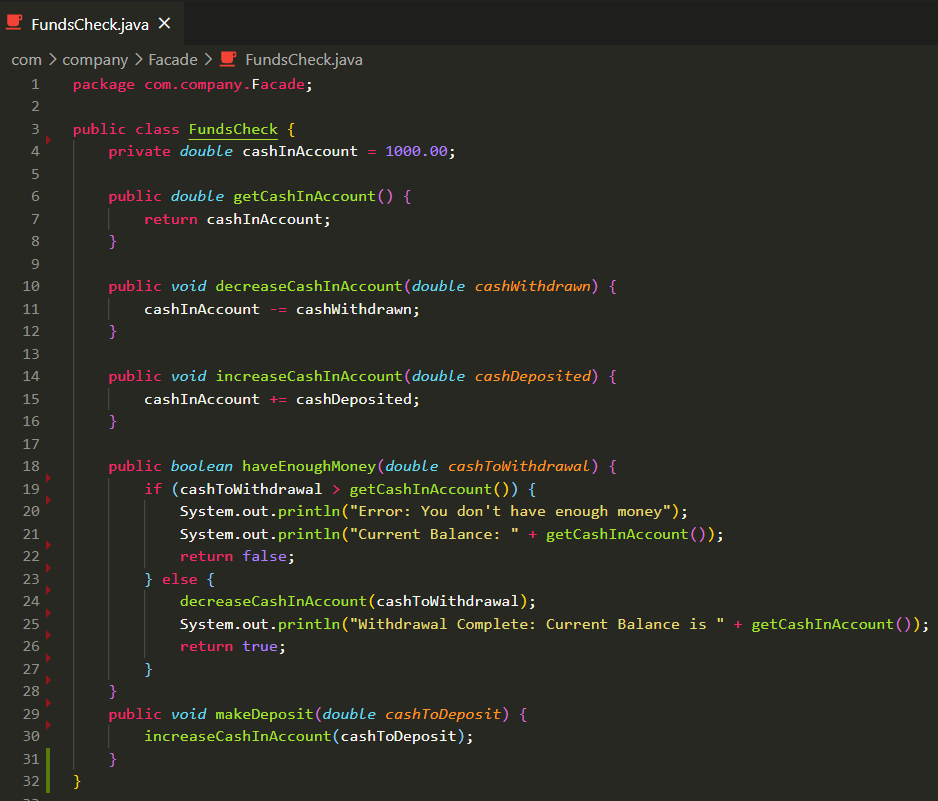 FundsCheck.java ×
com > company > Facade > FundsCheck.java
1 package com.company.Facade;
2
3 public class FundsCheck {
4     private double cashInAccount = 1000.00;
5
6     public double getCashInAccount() {
7         return cashInAccount;
8     }
9
10     public void decreaseCashInAccount(double cashWithdrawn) {
11         cashInAccount -= cashWithdrawn;
12     }
13
14     public void increaseCashInAccount(double cashDeposited) {
15         cashInAccount += cashDeposited;
16     }
17
18     public boolean haveEnoughMoney(double cashToWithdrawal) {
19         if (cashToWithdrawal > getCashInAccount()) {
20             System.out.println("Error: You don't have enough money");
21             System.out.println("Current Balance: " + getCashInAccount());
22             return false;
23         } else {
24             decreaseCashInAccount(cashToWithdrawal);
25             System.out.println("Withdrawal Complete: Current Balance is " + getCashInAccount());
26             return true;
27         }
28     }
29     public void makeDeposit(double cashToDeposit) {
30         increaseCashInAccount(cashToDeposit);
31     }
32 }